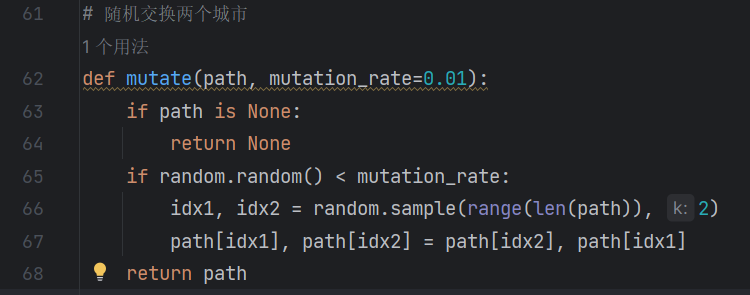 61 # 随机交换两个城市
1 个用法
62 def mutate(path, mutation_rate=0.01):
63     if path is None:
64         return None
65     if random.random() < mutation_rate:
66         idx1, idx2 = random.sample(range(len(path)), k: 2)
67         path[idx1], path[idx2] = path[idx2], path[idx1]
68     return path